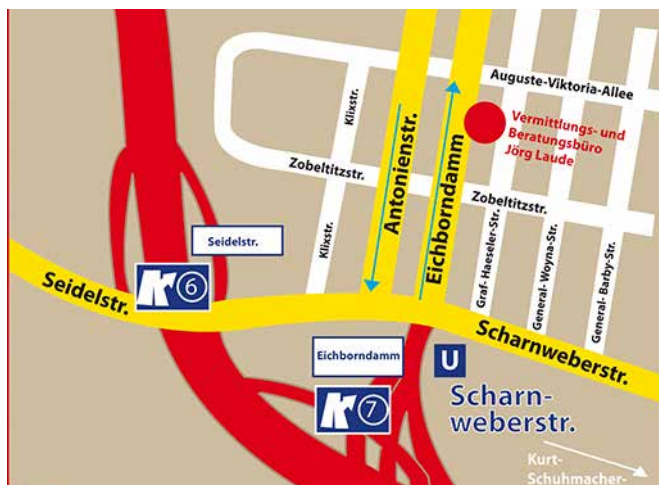 Auguste-Viktoria-Allee
Klixstr.
Antonienstr.
Eichborndamm
Vermittlungs- und
Beratungsbüro
Jörg Laude
Zobeltitzstr.
Zobeltitzstr.
Klixstr.
Seidelstr.
Graf- Haeseler-Str.
General- Woyna-Str.
General- Barby-Str.
6
Seidelstr.
Scharnweberstr.
Eichborndamm
7
U
Scharn-
weberstr.
Kurt-
Schuhmacher-